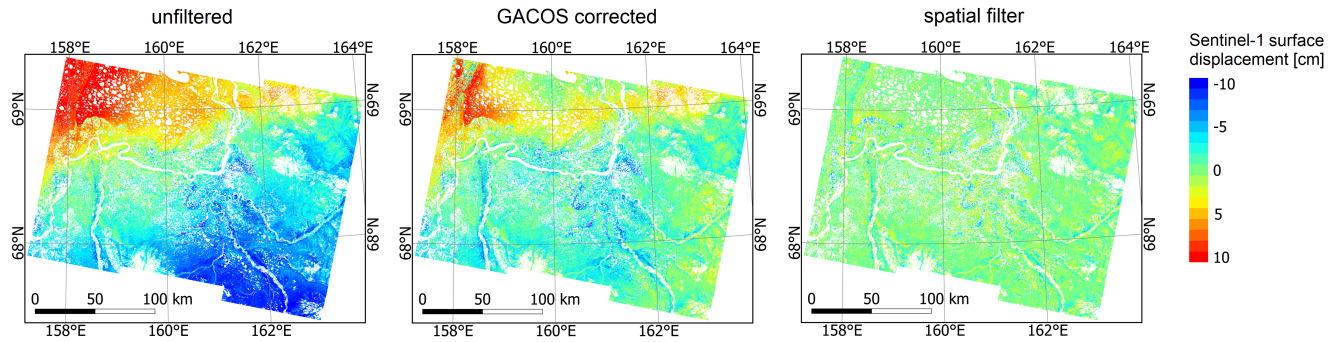 unfiltered
GACOS corrected
spatial filter
158°E 160°E 162°E 164°E
158°E 160°E 162°E 164°E
158°E 160°E 162°E 164°E
69°N
68°N
69°N
68°N
69°N
68°N
69°N
68°N
69°N
68°N
69°N
68°N
0 50 100 km
0 50 100 km
0 50 100 km
158°E 160°E 162°E
158°E 160°E 162°E
158°E 160°E 162°E
Sentinel-1 surface
displacement [cm]
-10
-5
0
5
10